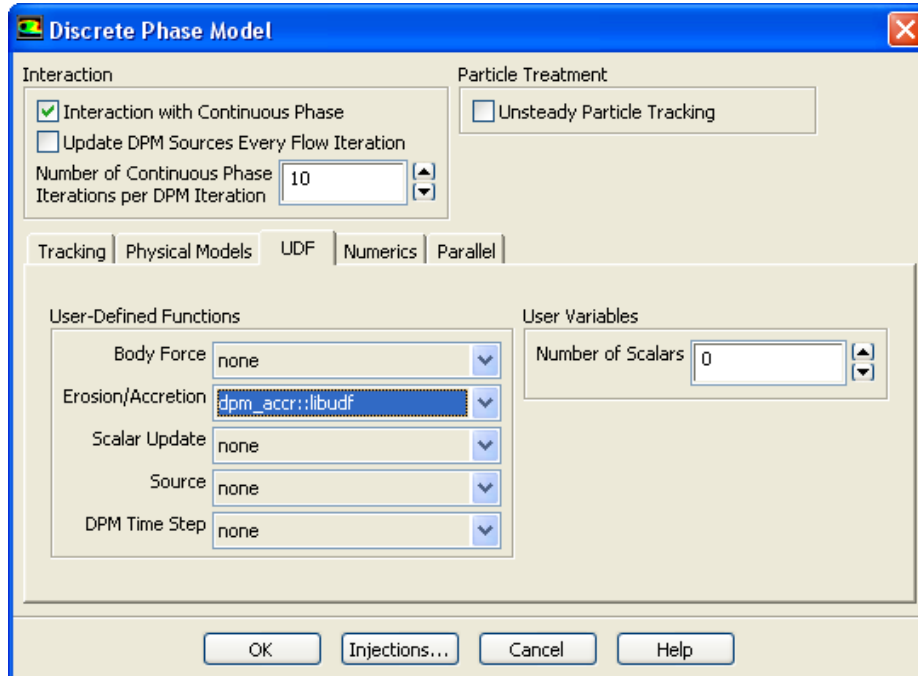 Discrete Phase Model
Interaction
Interaction with Continuous Phase
Update DPM Sources Every Flow Iteration
Number of Continuous Phase
Iterations per DPM Iteration
10
Particle Treatment
Unsteady Particle Tracking
Tracking Physical Models UDF Numerics Parallel
User-Defined Functions
Body Force none
Erosion/Accretion dpm_accr::libudf
Scalar Update none
Source none
DPM Time Step none
User Variables
Number of Scalars 0
OK Injections... Cancel Help